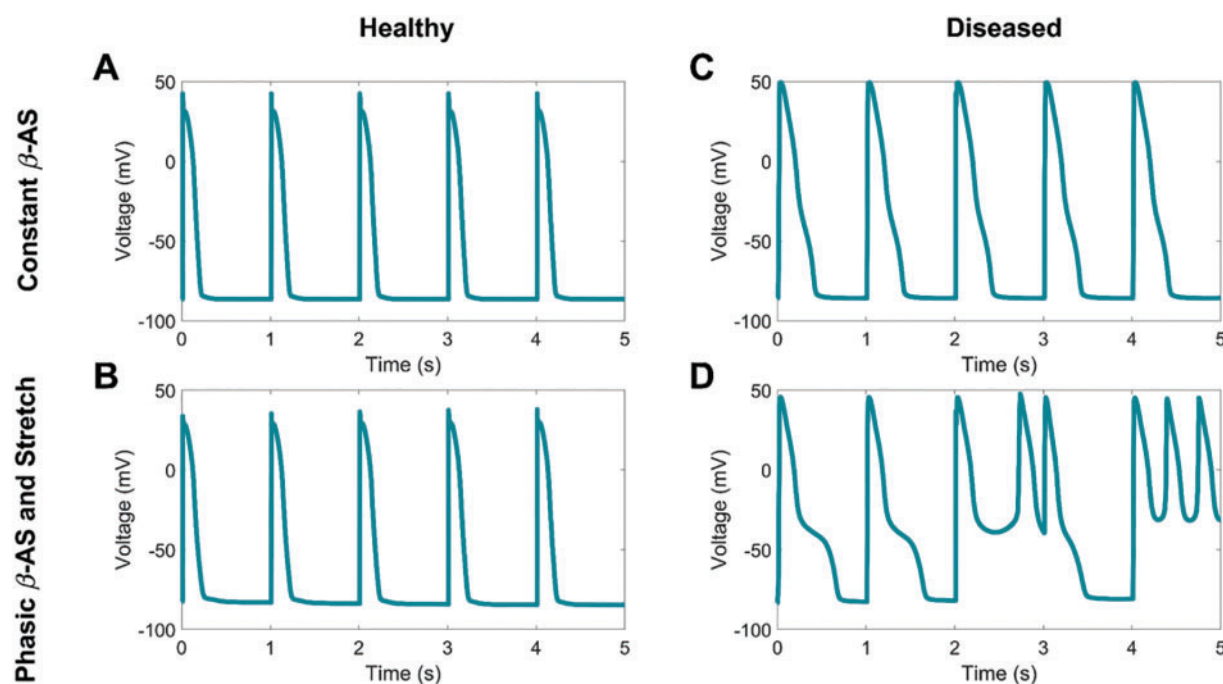 Healthy
Diseased
Constant β-AS
Phasic β-AS and Stretch
A
50
0
-50
-100
Voltage (mV)
0 1 2 3 4 5
Time (s)
C
50
0
-50
-100
Voltage (mV)
0 1 2 3 4 5
Time (s)
B
50
0
-50
-100
Voltage (mV)
0 1 2 3 4 5
Time (s)
D
50
0
-50
-100
Voltage (mV)
0 1 2 3 4 5
Time (s)